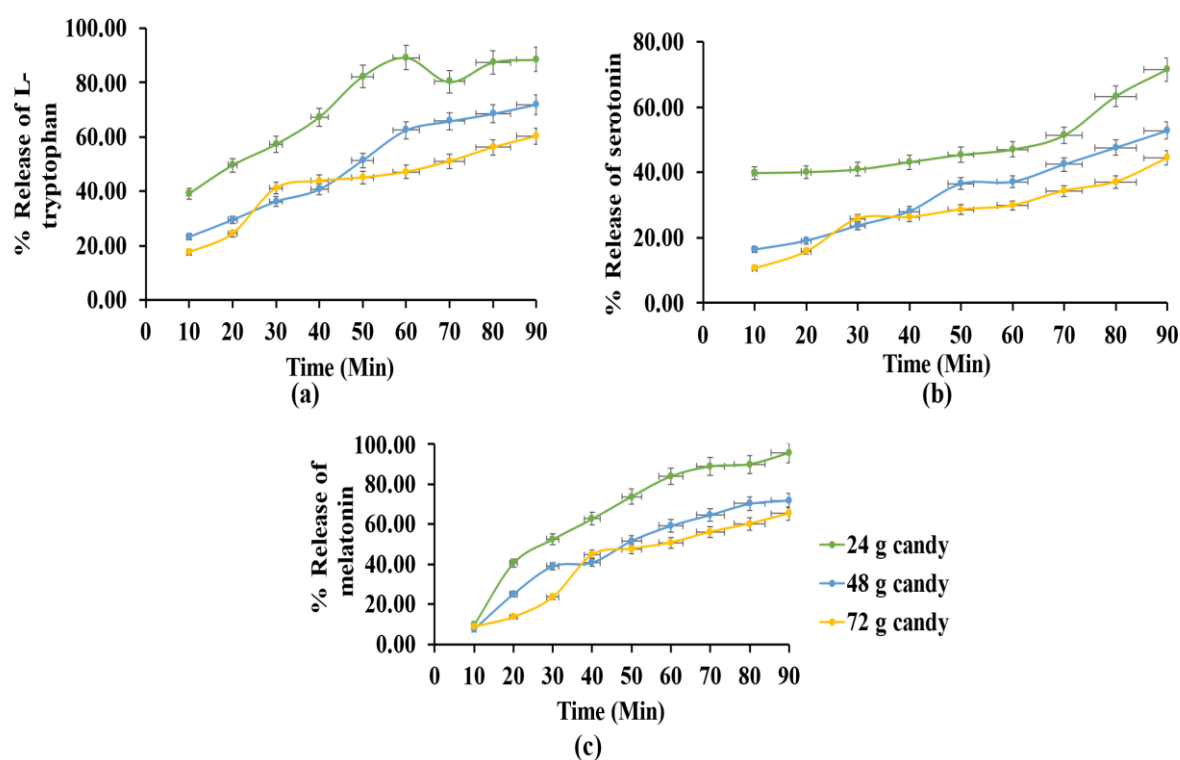 % Release of L-
tryptophan
100.00
80.00
60.00
40.00
20.00
0.00
0 10 20 30 40 50 60 70 80 90
Time (Min)
(a)
% Release of serotonin
80.00
60.00
40.00
20.00
0.00
0 10 20 30 40 50 60 70 80 90
Time (Min)
(b)
% Release of
melatonin
100.00
80.00
60.00
40.00
20.00
0.00
0 10 20 30 40 50 60 70 80 90
Time (Min)
(c)
24 g candy
48 g candy
72 g candy